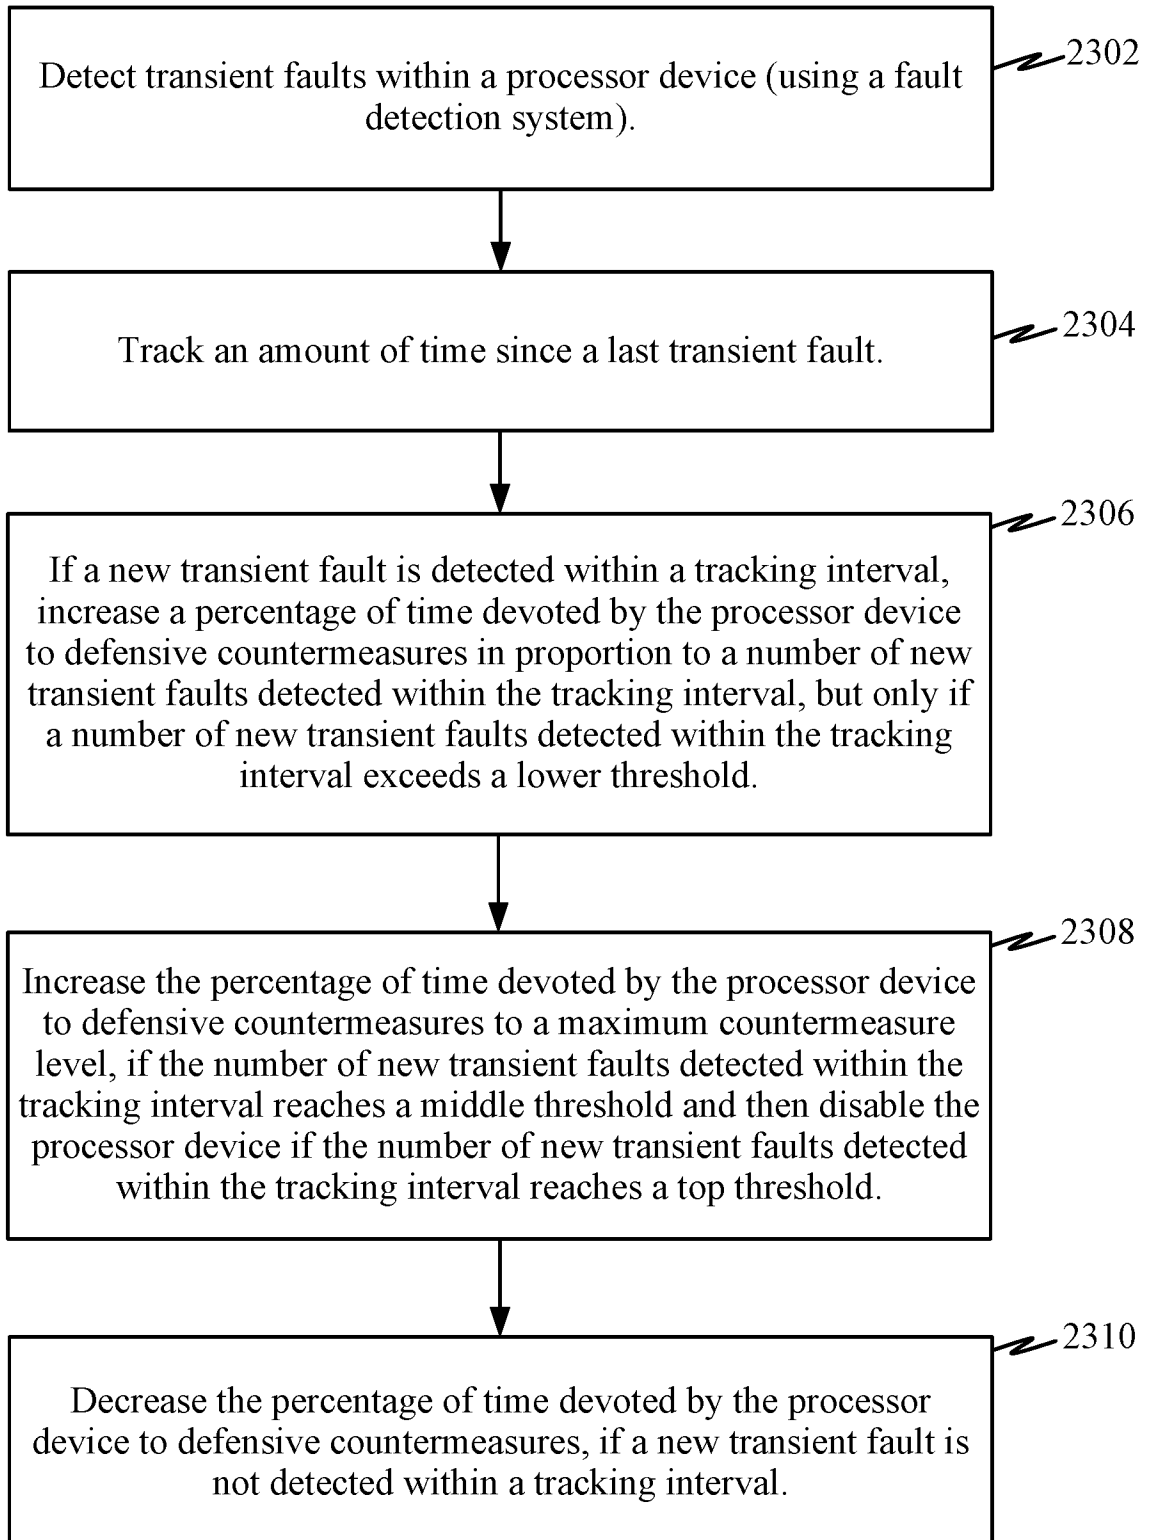 2302
Detect transient faults within a processor device (using a fault
detection system).
2304
Track an amount of time since a last transient fault.
2306
If a new transient fault is detected within a tracking interval,
increase a percentage of time devoted by the processor device
to defensive countermeasures in proportion to a number of new
transient faults detected within the tracking interval, but only if
a number of new transient faults detected within the tracking
interval exceeds a lower threshold.
2308
Increase the percentage of time devoted by the processor device
to defensive countermeasures to a maximum countermeasure
level, if the number of new transient faults detected within the
tracking interval reaches a middle threshold and then disable the
processor device if the number of new transient faults detected
within the tracking interval reaches a top threshold.
2310
Decrease the percentage of time devoted by the processor
device to defensive countermeasures, if a new transient fault is
not detected within a tracking interval.